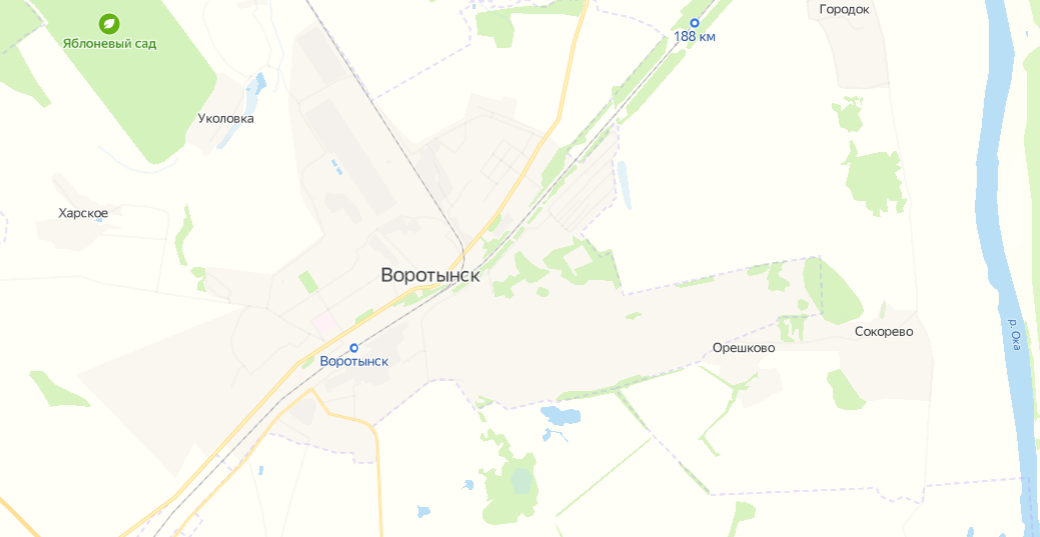 Городок
188 км
Яблоневый сад
Уколовка
Харское
Воротынск
Сокорево
р. Ока
Орешково
Воротынск